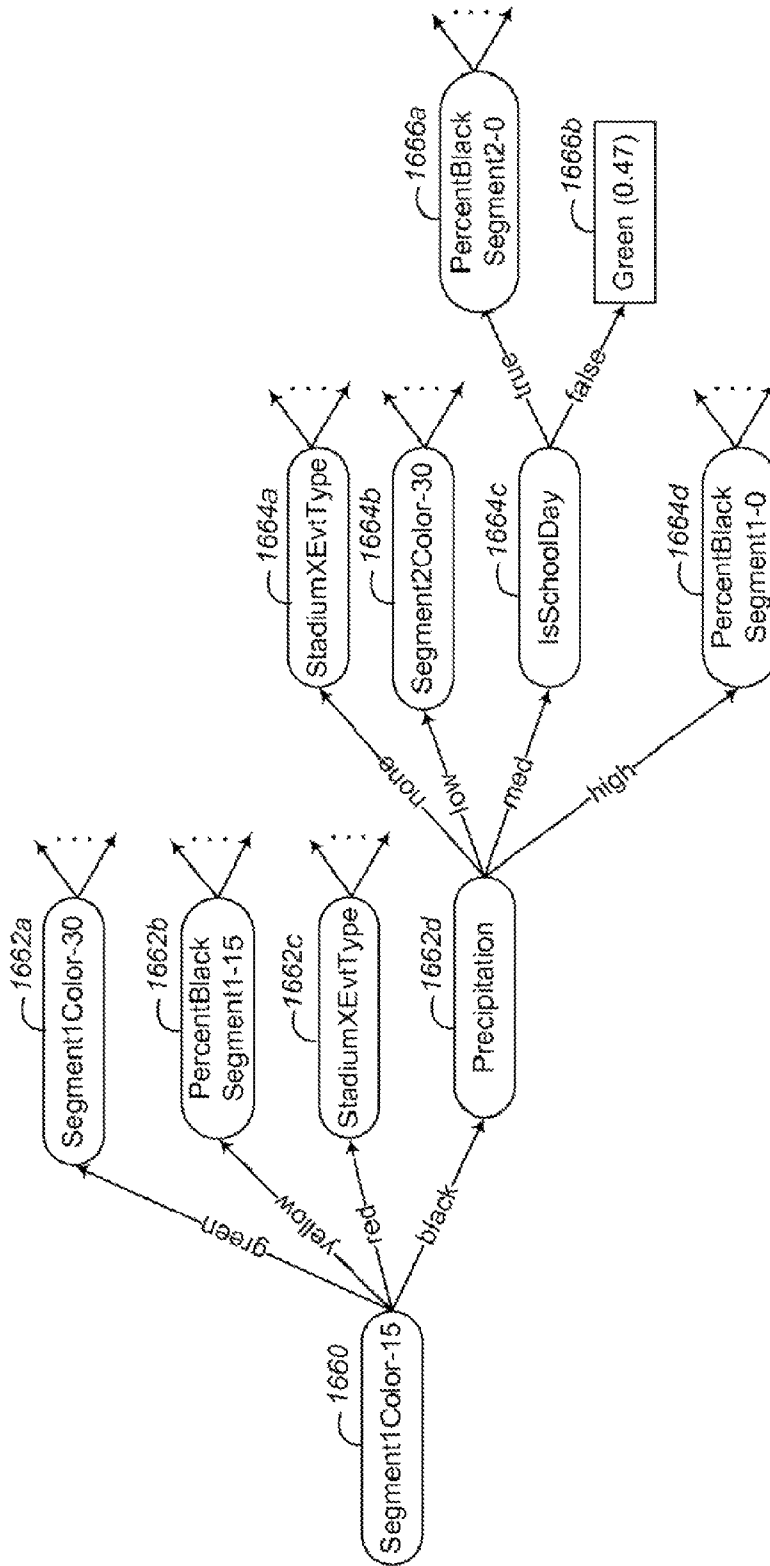 1660
Segment1Color-15
green
yellow
red
black
1662a
Segment1Color-30
1662b
PercentBlack
Segment1-15
1662c
StadiumXEvtType
1662d
Precipitation
none
low
med
high
1664a
StadiumXEvtType
1664b
Segment2Color-30
1664c
IsSchoolDay
1664d
PercentBlack
Segment1-0
true
false
1666a
PercentBlack
Segment2-0
1666b
Green (0.47)